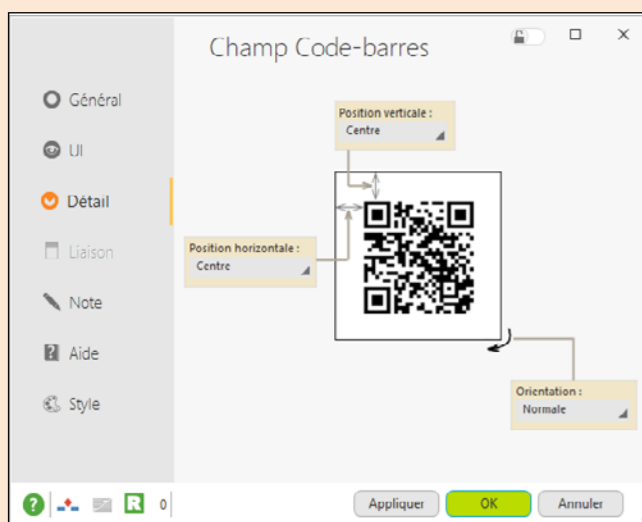 Champ Code-barres
Général
UI
Détail
Liaison
Note
Aide
Style
Position verticale :
Centre
Position horizontale :
Centre
Orientation :
Normale
? R 0
Appliquer OK Annuler